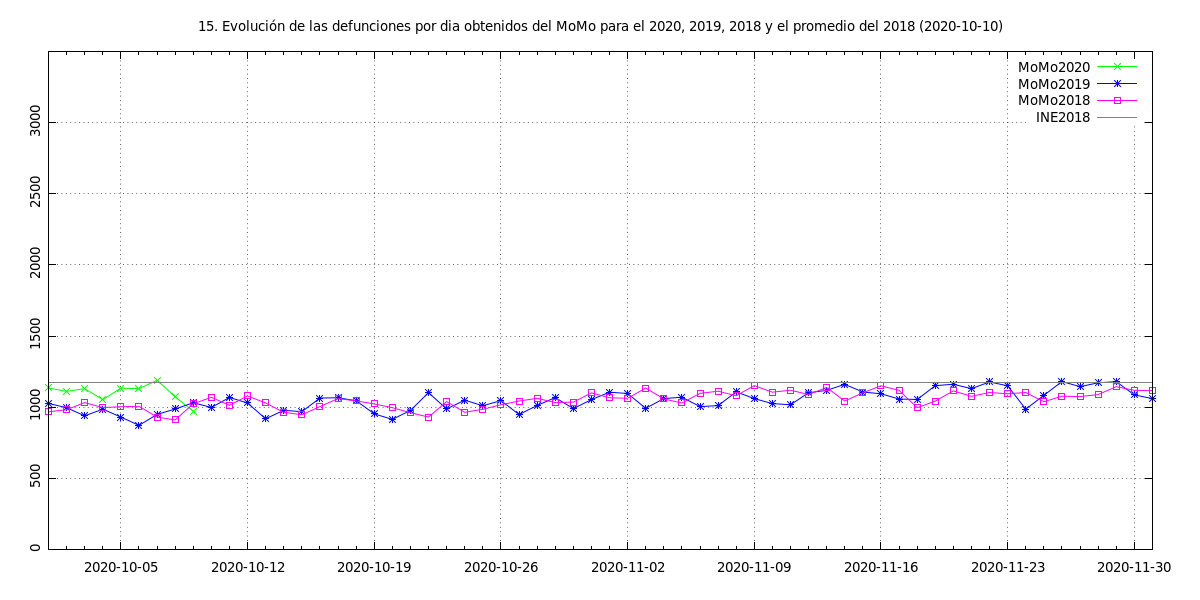 15. Evolución de las defunciones por dia obtenidos del MoMo para el 2020, 2019, 2018 y el promedio del 2018 (2020-10-10)
MoMo2020
MoMo2019
MoMo2018
INE2018
3000
2500
2000
1500
1000
500
0
2020-10-05 2020-10-12 2020-10-19 2020-10-26 2020-11-02 2020-11-09 2020-11-16 2020-11-23 2020-11-30